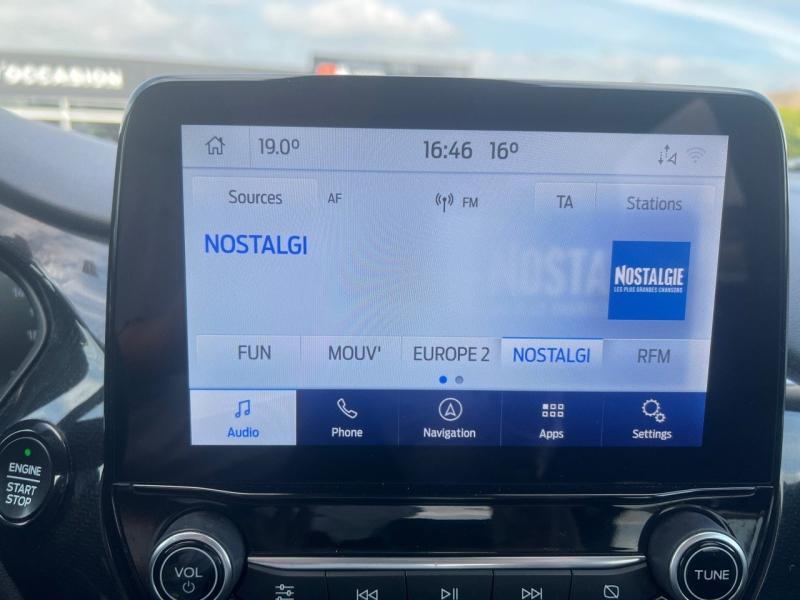 L'OCCASION
19.0° 16:46 16°
Sources AF FM TA Stations
NOSTALGI
NOSTALGIE
LES PLUS GRANDES CHANSONS
FUN MOUV' EUROPE 2 NOSTALGI RFM
Audio Phone Navigation Apps Settings
ENGINE
START
STOP
VOL
TUNE